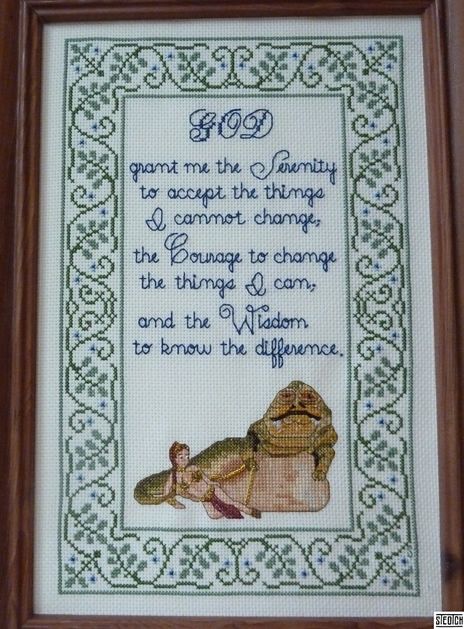 GOD
grant me the Serenity
to accept the things
I cannot change,
the Courage to change
the things I can,
and the Wisdom
to know the difference.
STEOTCH